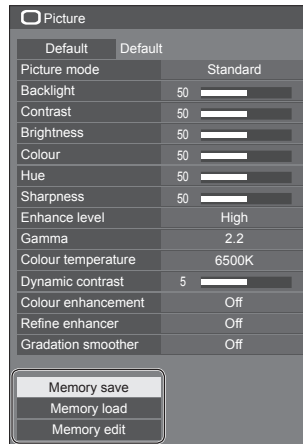 Picture
Default Default
Picture mode Standard
Backlight 50
Contrast 50
Brightness 50
Colour 50
Hue 50
Sharpness 50
Enhance level High
Gamma 2.2
Colour temperature 6500K
Dynamic contrast 5
Colour enhancement Off
Refine enhancer Off
Gradation smoother Off
Memory save
Memory load
Memory edit